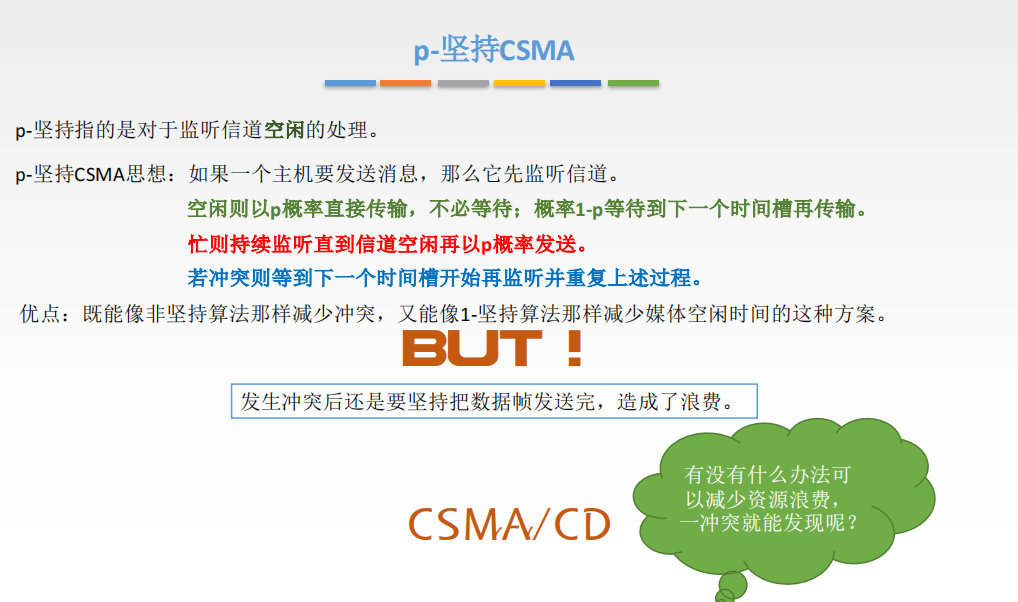 p-坚持CSMA
p-坚持指的是对于监听信道空闲的处理。
p-坚持CSMA思想：如果一个主机要发送消息，那么它先监听信道。
空闲则以p概率直接传输，不必等待；概率1-p等待到下一个时间槽再传输。
忙则持续监听直到信道空闲再以p概率发送。
若冲突则等到下一个时间槽开始再监听并重复上述过程。
优点：既能像非坚持算法那样减少冲突，又能像1-坚持算法那样减少媒体空闲时间的这种方案。
BUT！
发生冲突后还是要坚持把数据帧发送完，造成了浪费。
有没有什么办法可
以减少资源浪费，
一冲突就能发现呢？
CSMA/CD